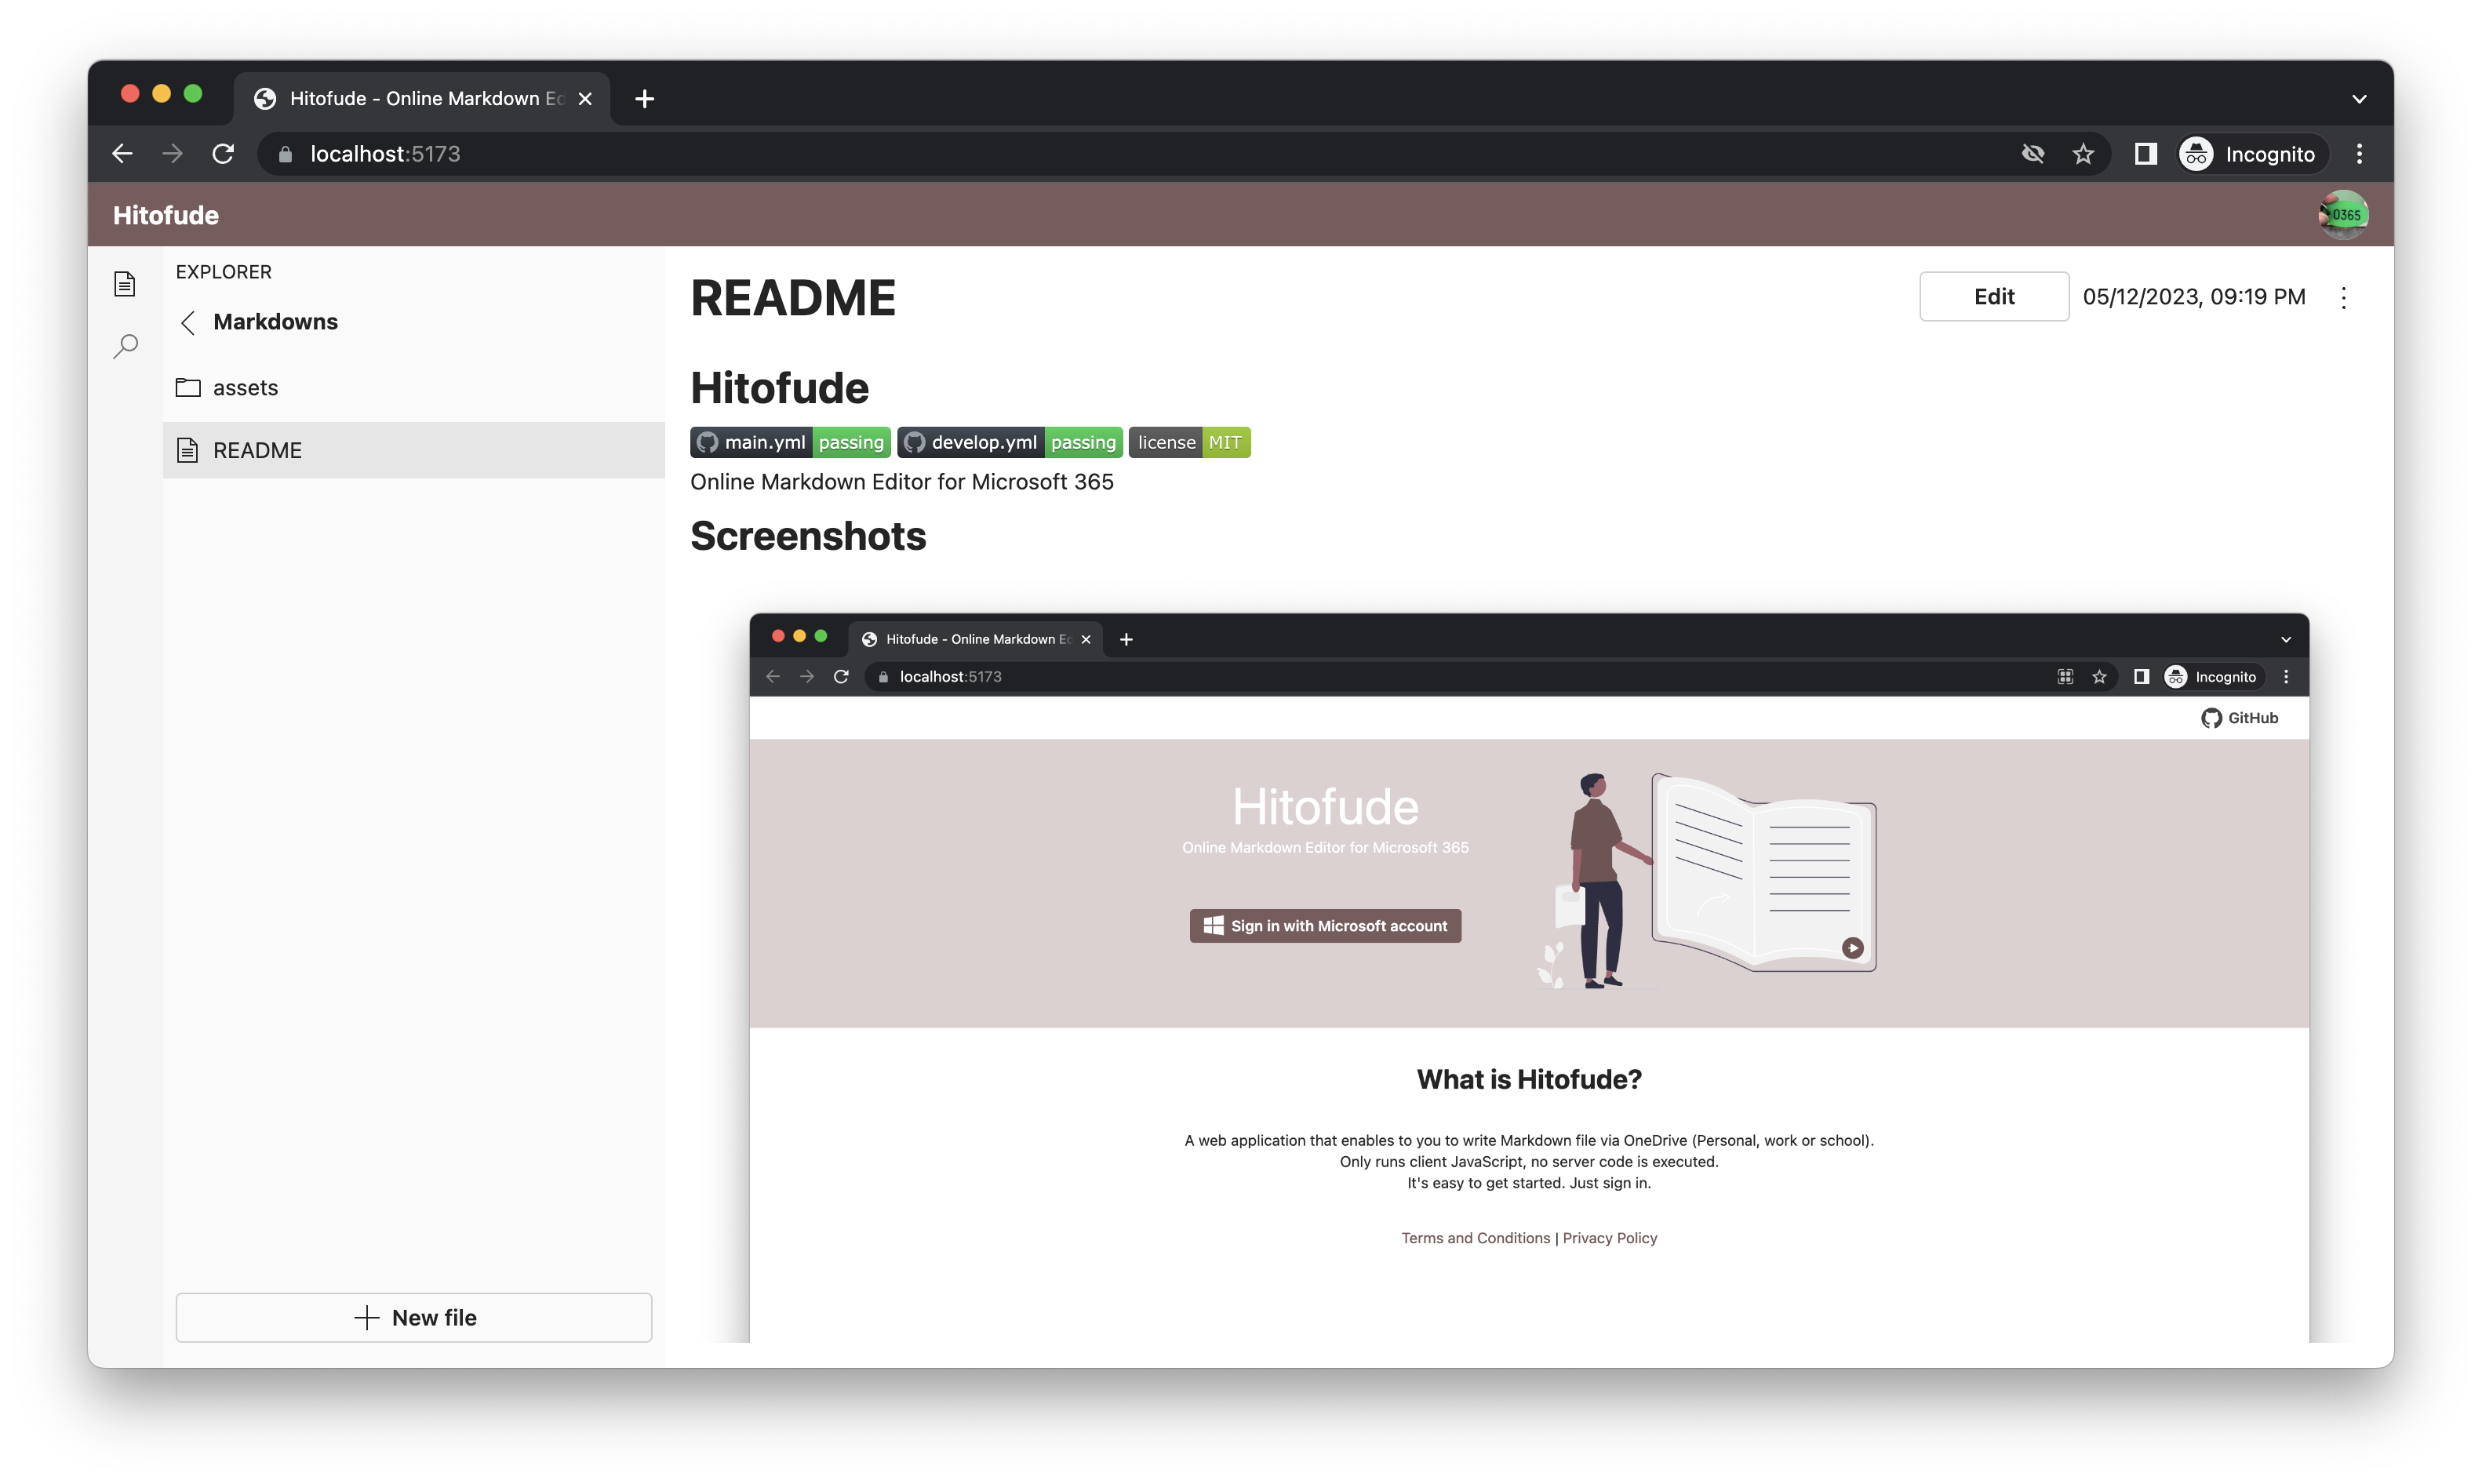 Hitofude - Online Markdown Ed
localhost:5173
Incognito
Hitofude
0365
EXPLORER
Markdowns
assets
README
New file
README
Edit
05/12/2023, 09:19 PM
Hitofude
main.yml passing develop.yml passing license MIT
Online Markdown Editor for Microsoft 365
Screenshots
Hitofude - Online Markdown Ed
localhost:5173
Incognito
GitHub
Hitofude
Online Markdown Editor for Microsoft 365
Sign in with Microsoft account
What is Hitofude?
A web application that enables to you to write Markdown file via OneDrive (Personal, work or school).
Only runs client JavaScript, no server code is executed.
It's easy to get started. Just sign in.
Terms and Conditions | Privacy Policy